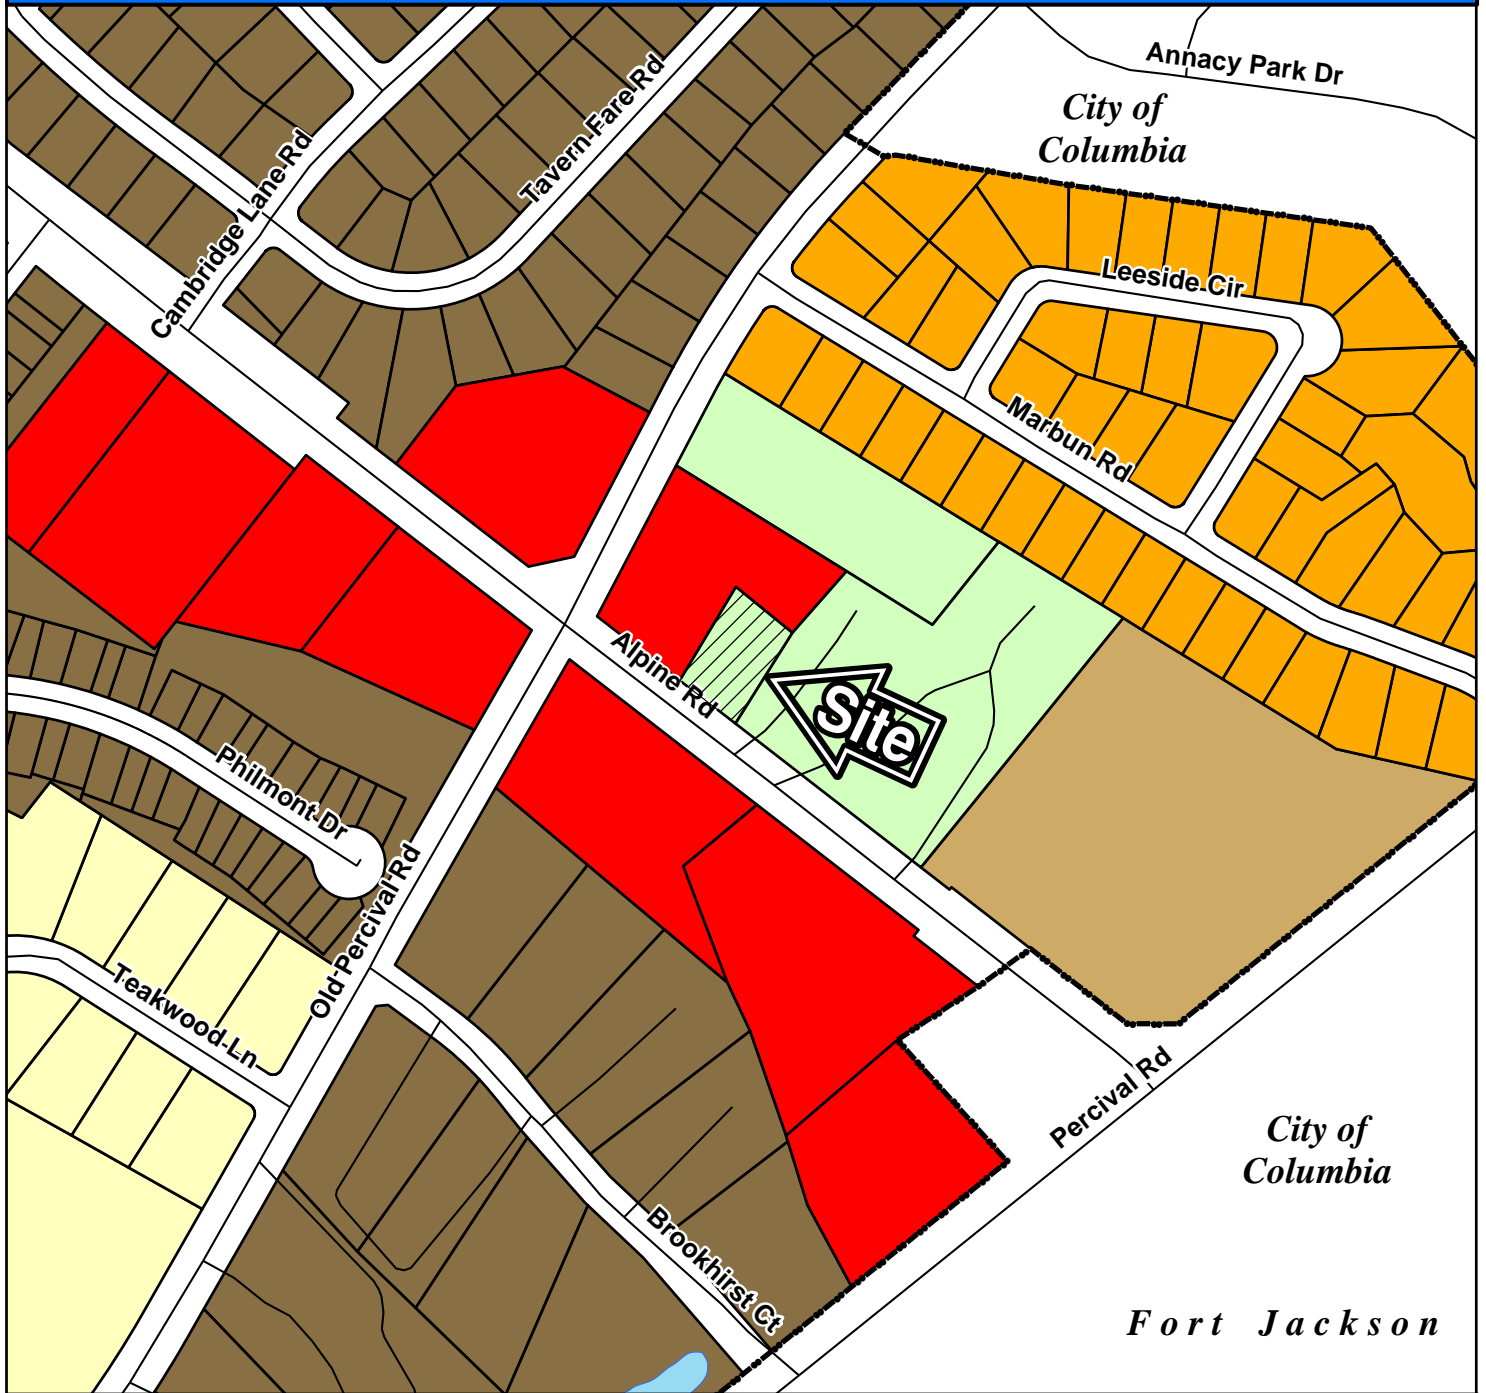 Annacy Park Dr
City of
Columbia
Tavern Fare Rd
Cambridge Lane Rd
Leeside Cir
Marbun Rd
Alpine Rd
Site
Philmont Dr
Old Percival Rd
Teakwood Ln
Percival Rd
City of
Columbia
Brookhirst Ct
Fort Jackson